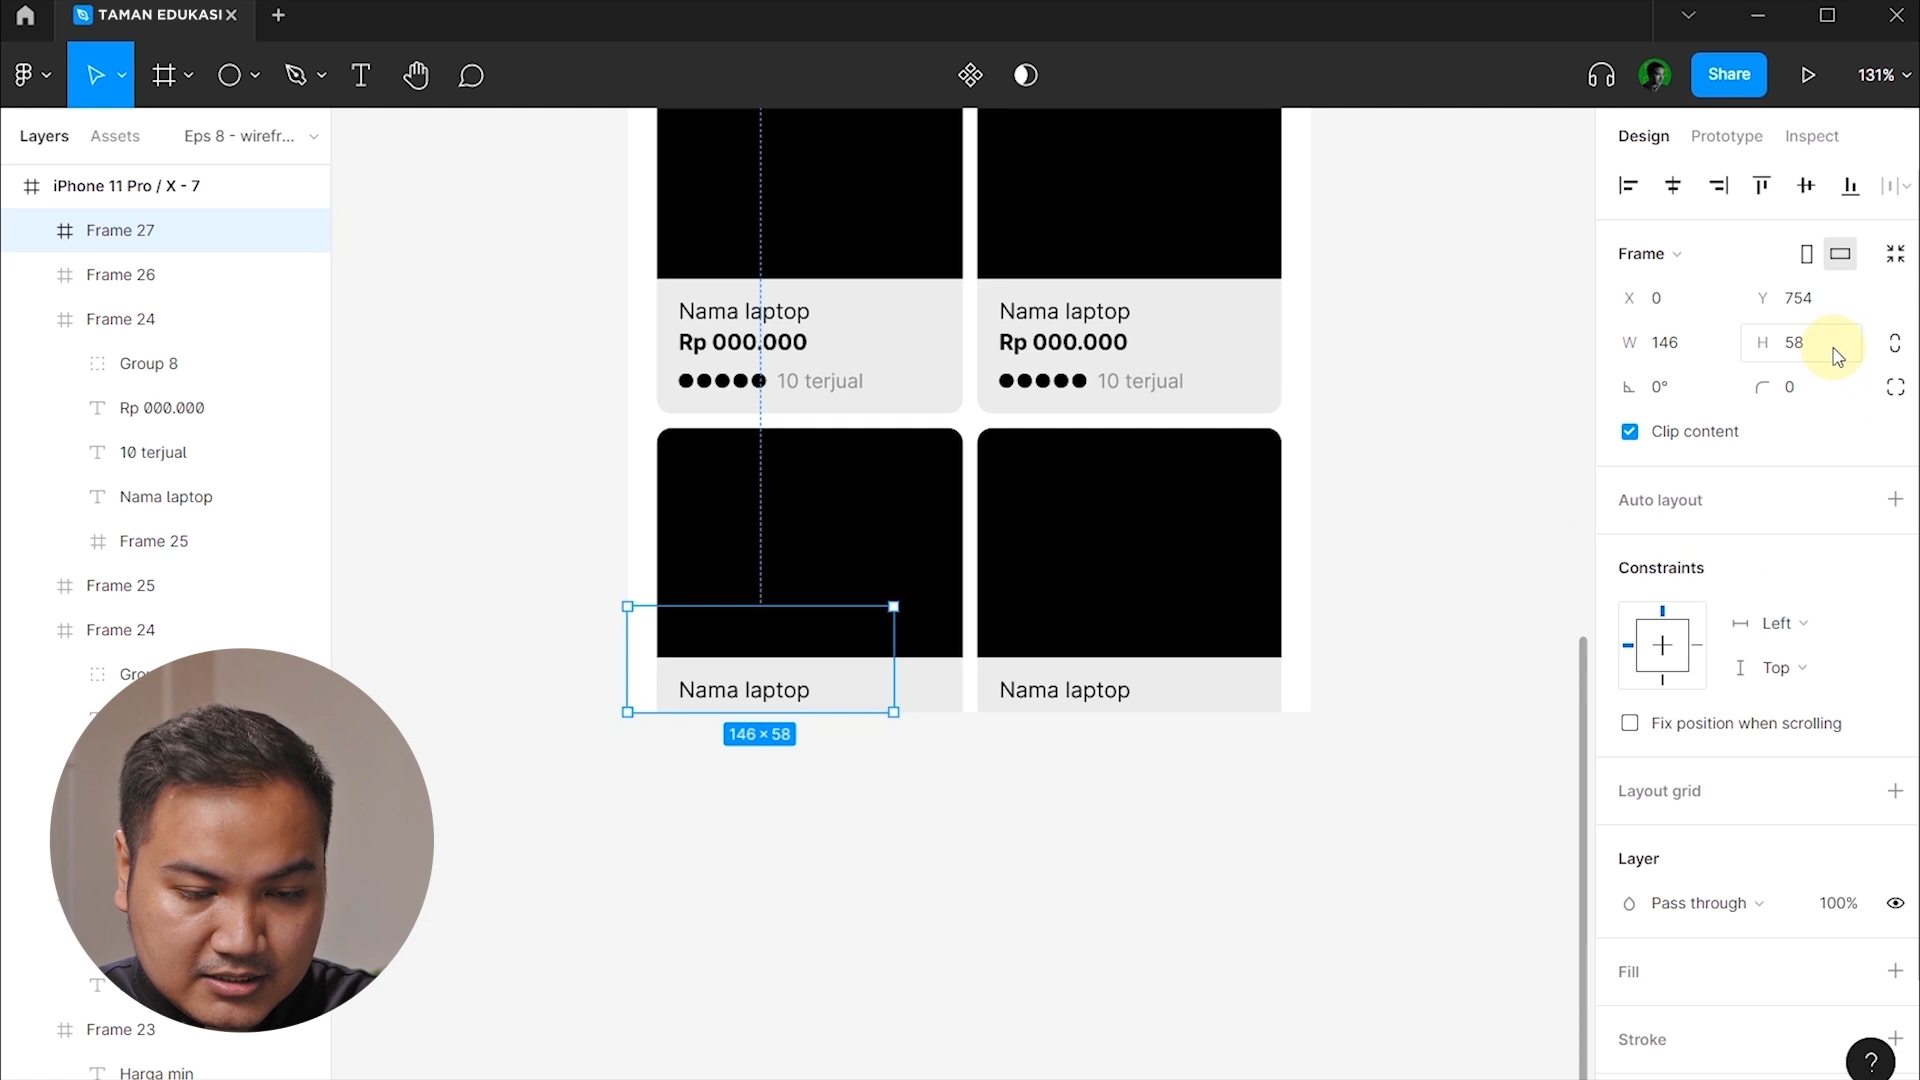 TAMAN EDUKASI
Share
131%
Layers
Assets
Eps 8 - wirefr...
iPhone 11 Pro / X - 7
Frame 27
Frame 26
Frame 24
Group 8
Rp 000.000
10 terjual
Nama laptop
Frame 25
Frame 25
Frame 24
Grou
Frame 23
Harga min
Nama laptop
Rp 000.000
10 terjual
Nama laptop
Rp 000.000
10 terjual
Nama laptop
Nama laptop
146 × 58
Design
Prototype
Inspect
Frame
X 0
Y 754
W 146
H 58
0°
0
Clip content
Auto layout
Constraints
Left
Top
Fix position when scrolling
Layout grid
Layer
Pass through
100%
Fill
Stroke
?